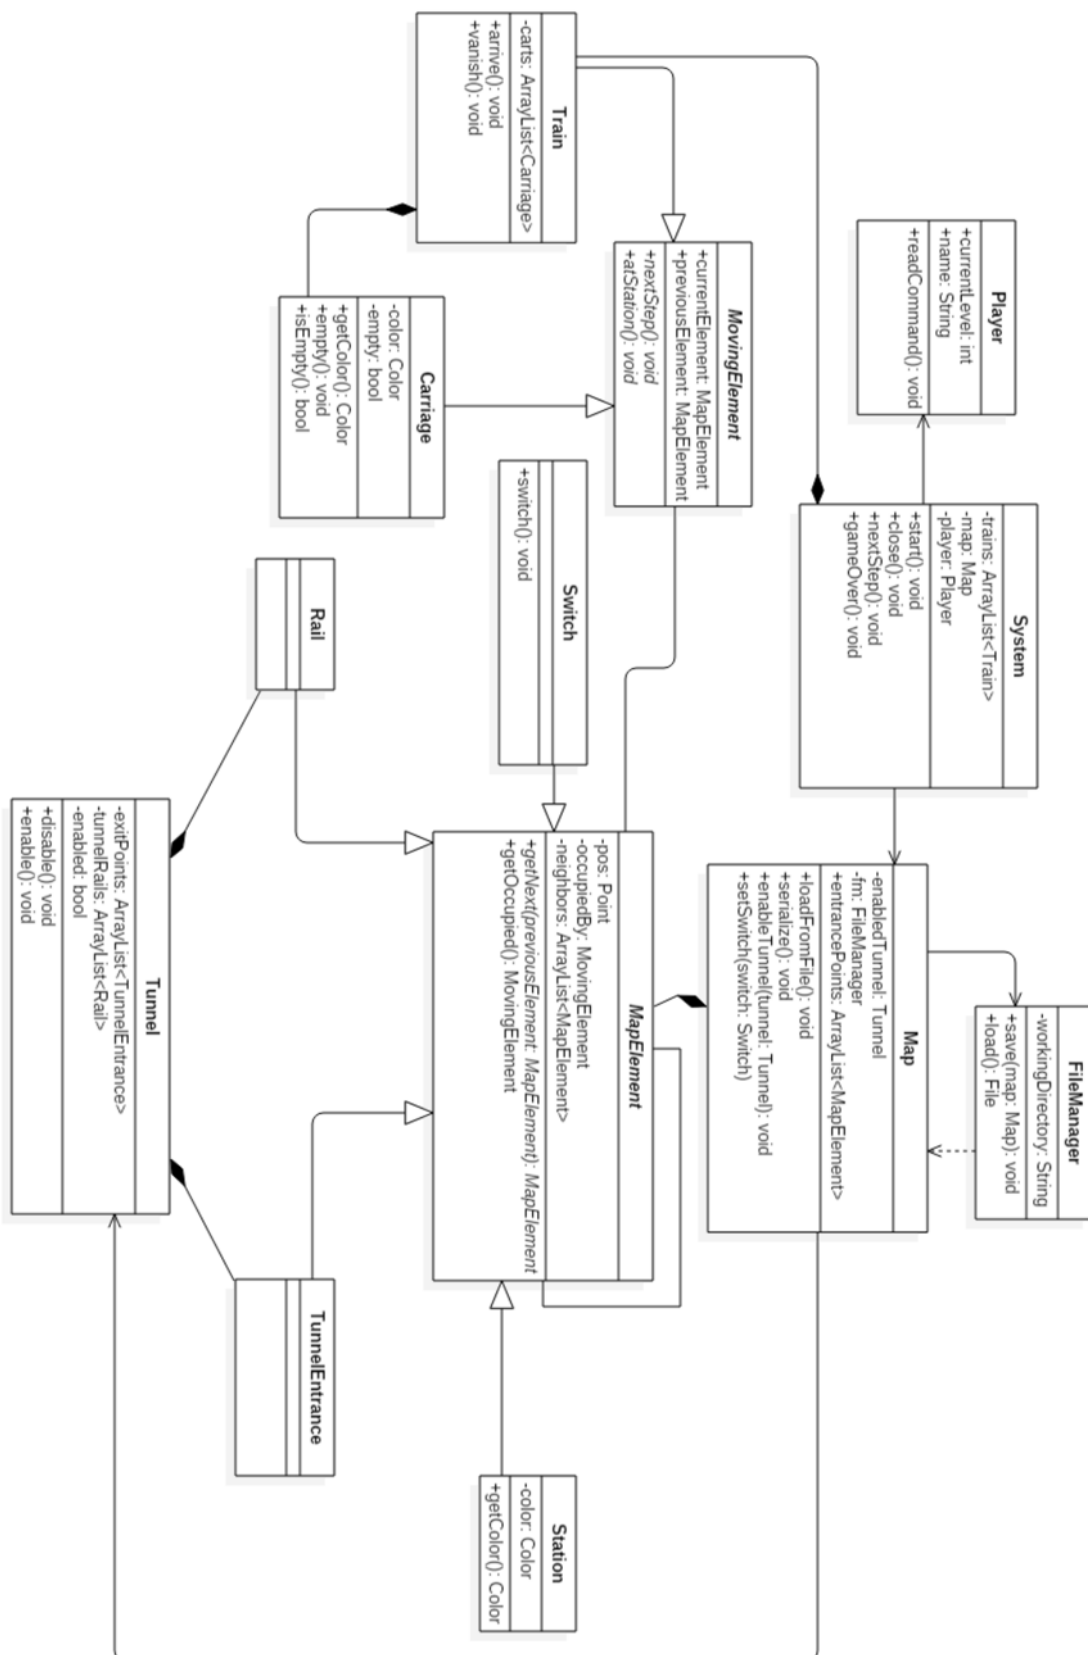 Player
+currentLevel: int
+name: String
+readCommand(): void
System
-trains: ArrayList<Train>
-map: Map
-player: Player
+start(): void
+close(): void
+nextStep(): void
+gameOver(): void
FileManager
-workingDirectory: String
+save(map: Map): void
+load(): File
Map
-enabledTunnel: Tunnel
-fm: FileManager
+entrancePoints: ArrayList<MapElement>
+loadFromFile(): void
+serialize(): void
+enableTunnel(tunnel: Tunnel): void
+setSwitch(switch: Switch)
Train
-carts: ArrayList<Carriage>
+arrive(): void
+vanish(): void
MovingElement
+currentElement: MapElement
+previousElement: MapElement
+nextStep(): void
+atStation(): void
Carriage
-color: Color
-empty: bool
+getColor(): Color
+empty(): void
+isEmpty(): bool
Switch
+switch(): void
MapElement
-pos: Point
-occupiedBy: MovingElement
-neighbors: ArrayList<MapElement>
+getNext(previousElement: MapElement): MapElement
+getOccupied(): MovingElement
Station
-color: Color
+getColor(): Color
Rail
TunnelEntrance
Tunnel
-exitPoints: ArrayList<TunnelEntrance>
-tunnelRails: ArrayList<Rail>
-enabled: bool
+disable(): void
+enable(): void